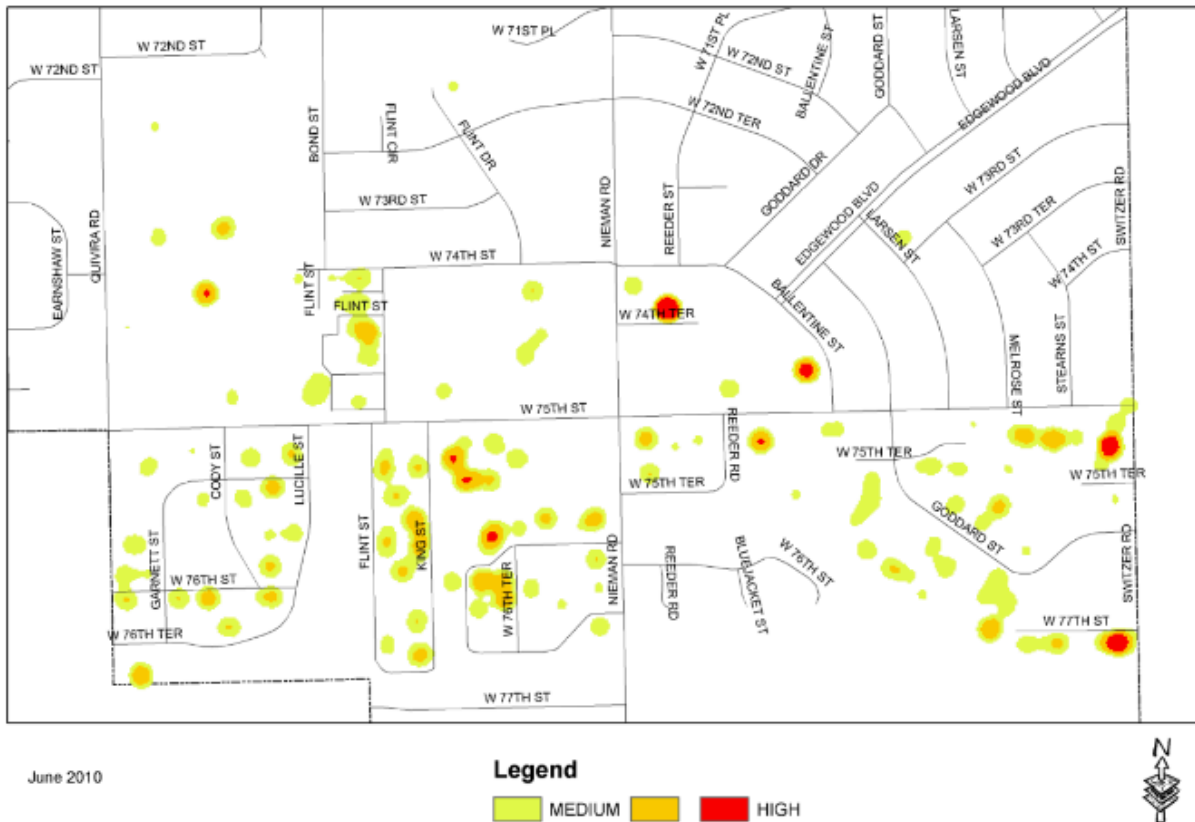 W 72ND ST
W 72ND ST
W 71ST PL
W 71ST PL
BALLENTINE ST
GODDARD ST
LARSEN ST
W 72ND ST
EDGEWOOD BLVD
W 72ND TER
BOND ST
FLINT CIR
FLINT DR
W 73RD ST
GODDARD DR
W 73RD ST
W 73RD TER
EARNSHAW ST
QUIVIRA RD
NIEMAN RD
REEDER ST
EDGEWOOD BLVD
LARSEN ST
SWITZER RD
W 74TH ST
W 74TH ST
FLINT ST
FLINT ST
W 74TH TER
BALLENTINE ST
MELROSE ST
STEARNS ST
W 75TH ST
CODY ST
LUCILLE ST
REEDER RD
W 75TH TER
W 75TH TER
W 75TH TER
GARNETT ST
FLINT ST
KING ST
NIEMAN RD
GODDARD ST
W 76TH ST
W 76TH TER
REEDER RD
BLUEJACKET ST
W 76TH ST
SWITZER RD
W 76TH TER
W 77TH ST
W 77TH ST
June 2010
Legend
MEDIUM
HIGH
N